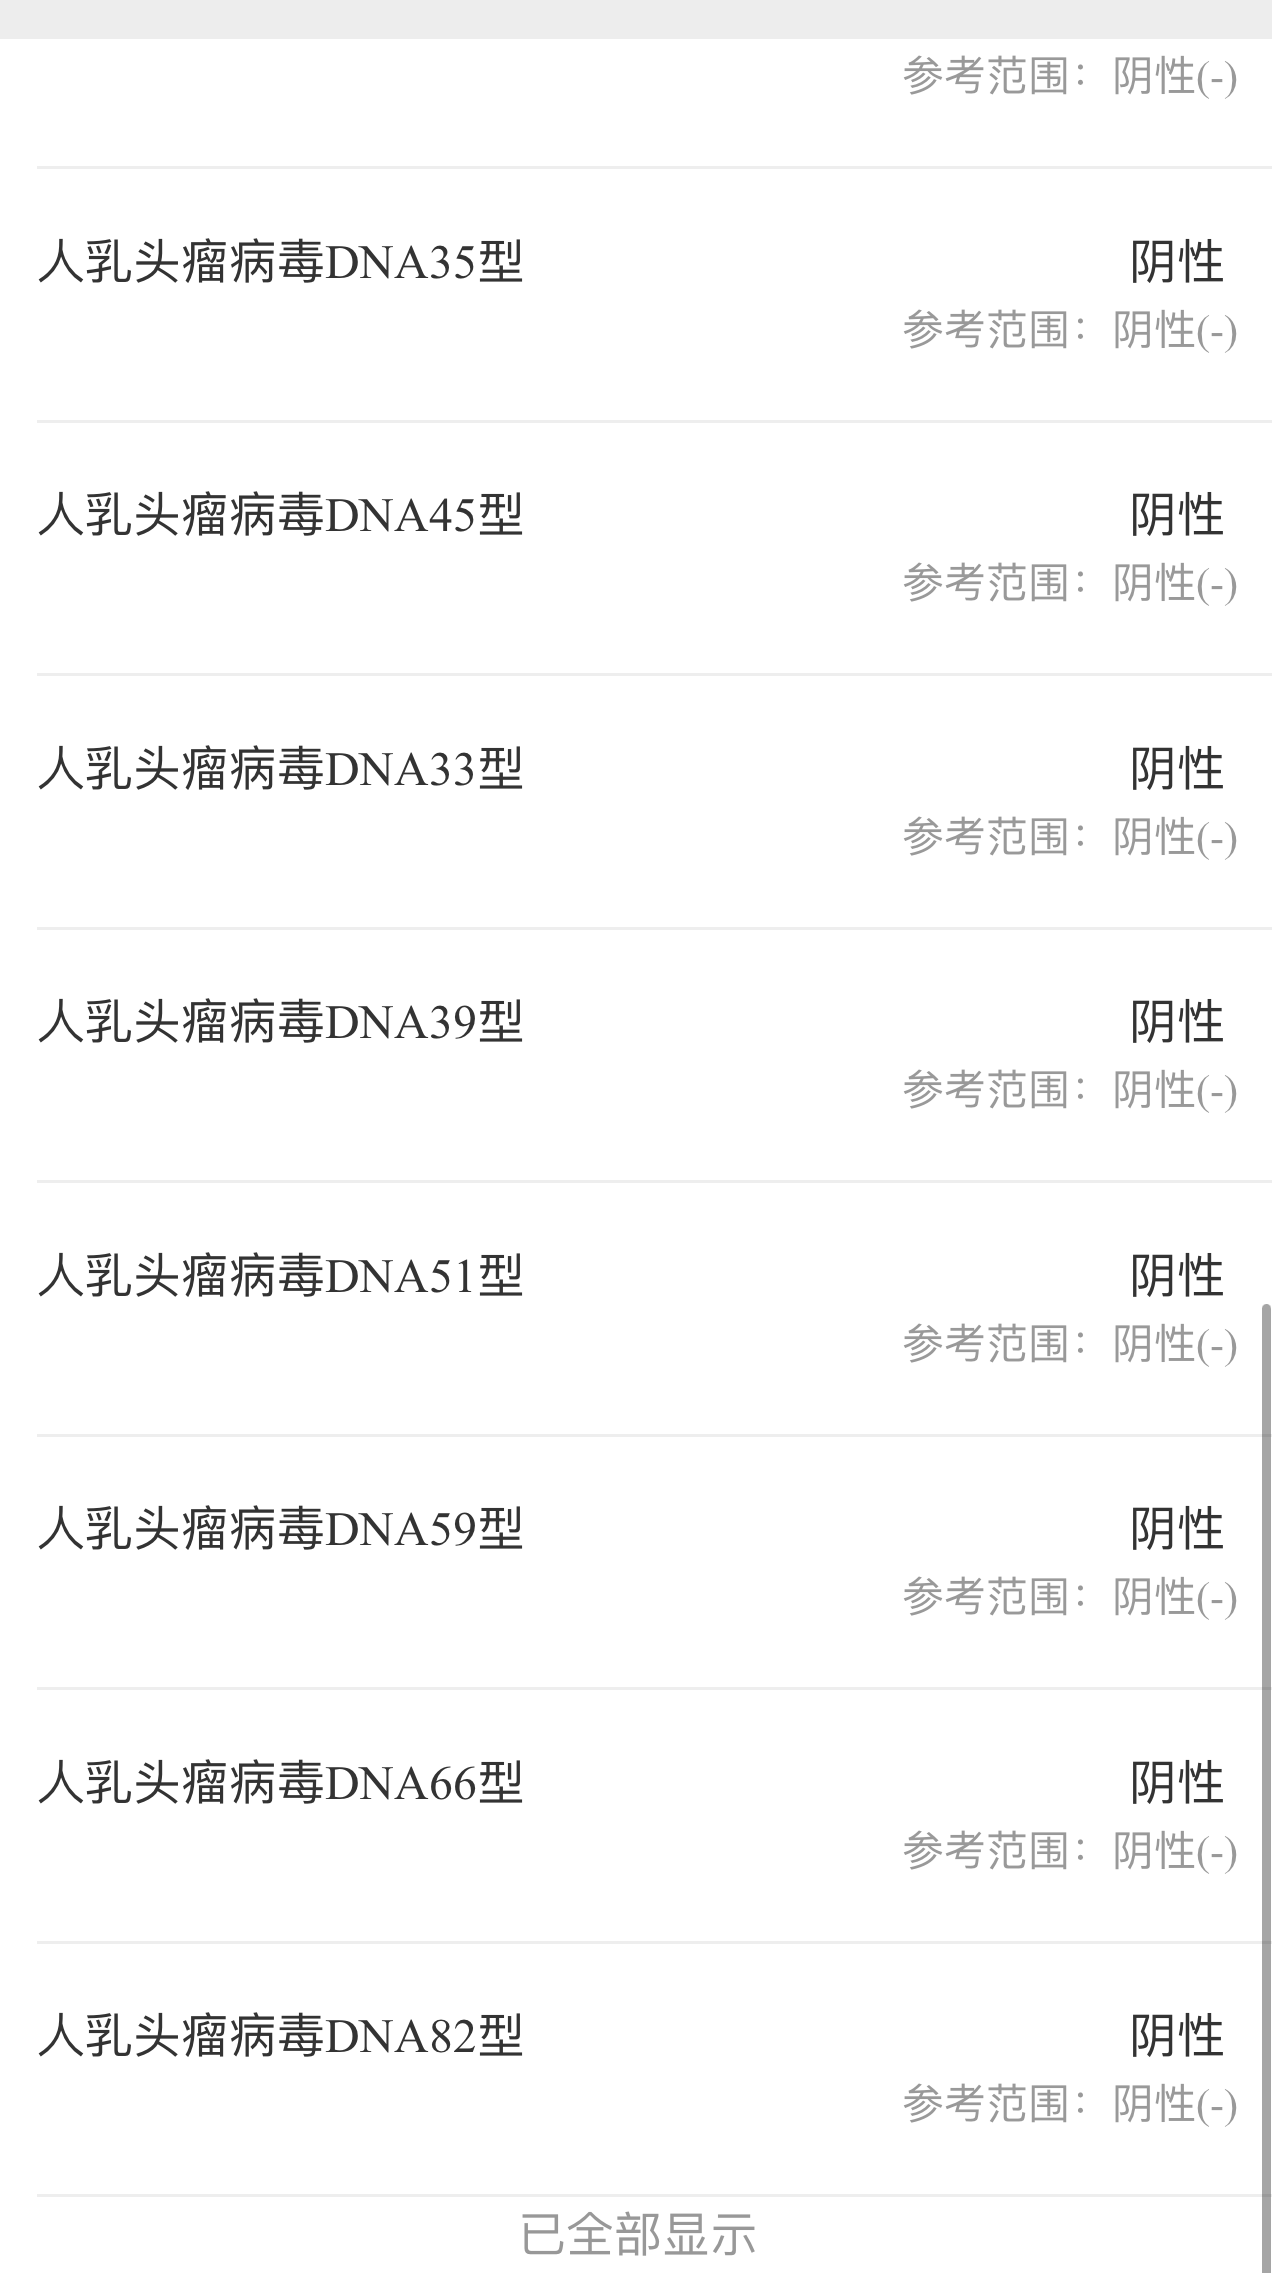 参考范围：阴性(-)
人乳头瘤病毒DNA35型 阴性
参考范围：阴性(-)
人乳头瘤病毒DNA45型 阴性
参考范围：阴性(-)
人乳头瘤病毒DNA33型 阴性
参考范围：阴性(-)
人乳头瘤病毒DNA39型 阴性
参考范围：阴性(-)
人乳头瘤病毒DNA51型 阴性
参考范围：阴性(-)
人乳头瘤病毒DNA59型 阴性
参考范围：阴性(-)
人乳头瘤病毒DNA66型 阴性
参考范围：阴性(-)
人乳头瘤病毒DNA82型 阴性
参考范围：阴性(-)
已全部显示